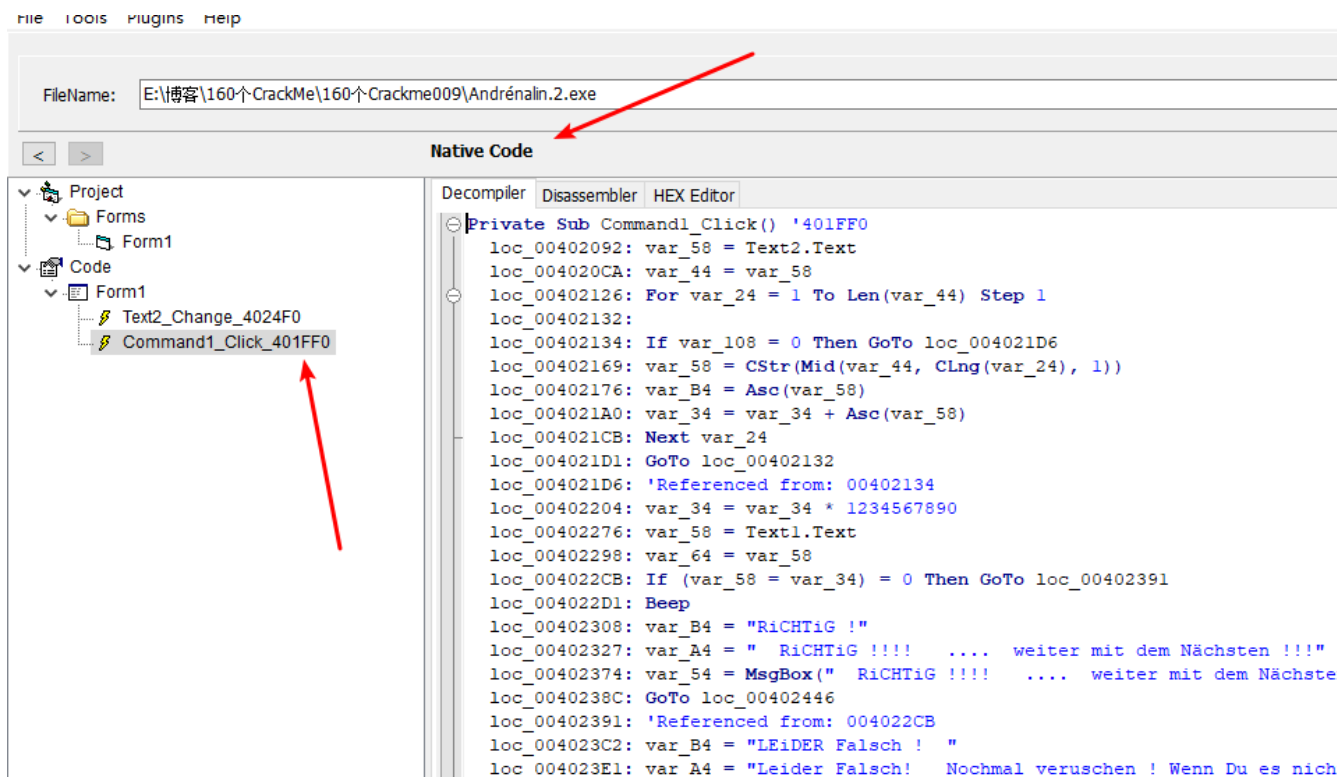 File Tools Plugins Help
FileName: E:\博客\160个CrackMe\160个Crackme009\Andrénalin.2.exe
< > Native Code
Project
Forms
Form1
Code
Form1
Text2_Change_4024F0
Command1_Click_401FF0
Decompiler Disassembler HEX Editor
Private Sub Command1_Click() '401FF0
loc_00402092: var_58 = Text2.Text
loc_004020CA: var_44 = var_58
loc_00402126: For var_24 = 1 To Len(var_44) Step 1
loc_00402132:
loc_00402134: If var_108 = 0 Then GoTo loc_004021D6
loc_00402169: var_58 = CStr(Mid(var_44, CLng(var_24), 1))
loc_00402176: var_B4 = Asc(var_58)
loc_004021A0: var_34 = var_34 + Asc(var_58)
loc_004021CB: Next var_24
loc_004021D1: GoTo loc_00402132
loc_004021D6: 'Referenced from: 00402134
loc_00402204: var_34 = var_34 * 1234567890
loc_00402276: var_58 = Text1.Text
loc_00402298: var_64 = var_58
loc_004022CB: If (var_58 = var_34) = 0 Then GoTo loc_00402391
loc_004022D1: Beep
loc_00402308: var_B4 = "RiCHTiG !"
loc_00402327: var_A4 = "  RiCHTiG !!!!   ....  weiter mit dem Nächsten !!!"
loc_00402374: var_54 = MsgBox("  RiCHTiG !!!!   ....  weiter mit dem Nächste
loc_0040238C: GoTo loc_00402446
loc_00402391: 'Referenced from: 004022CB
loc_004023C2: var_B4 = "LEiDER Falsch !  "
loc_004023E1: var_A4 = "Leider Falsch!   Nochmal veruschen ! Wenn Du es nich